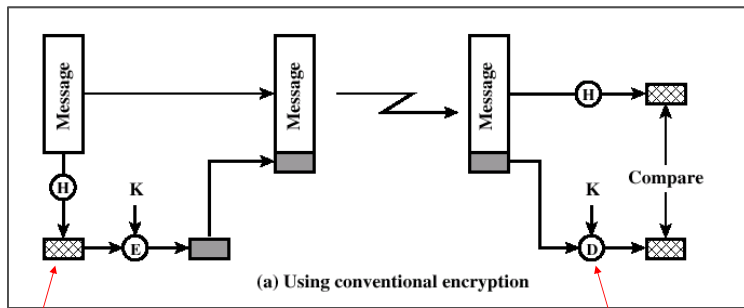 Message
Message
Message
H
H
K
K
Compare
E
D
(a) Using conventional encryption